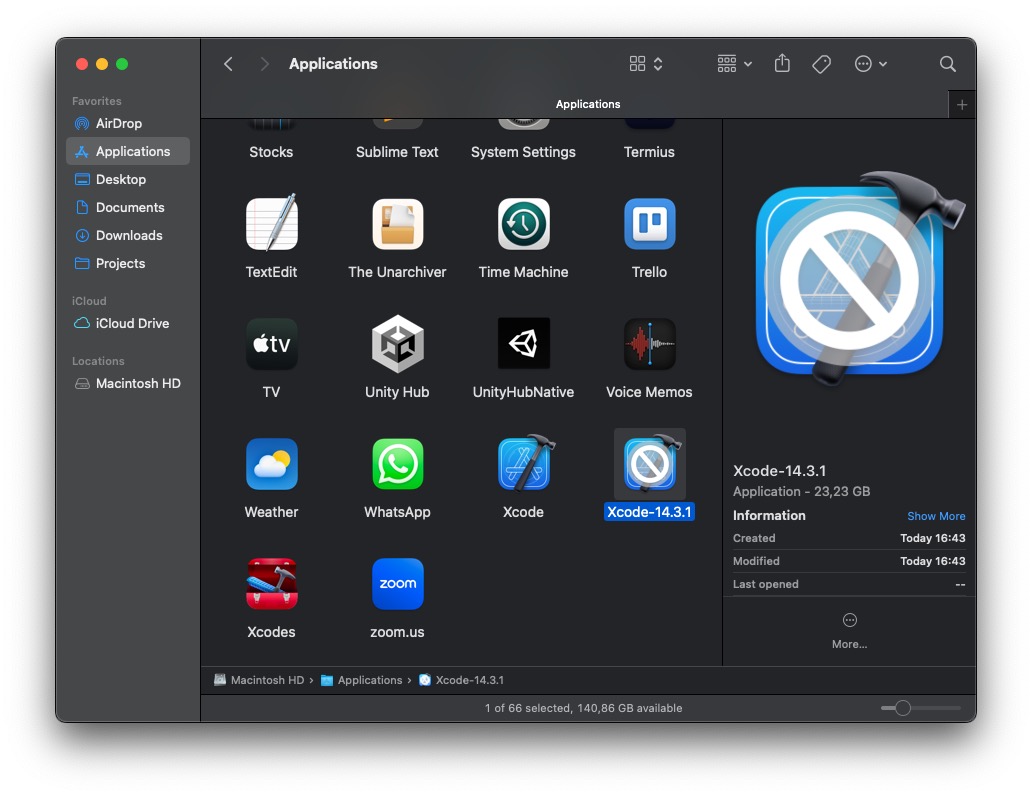 Applications
Applications
Favorites
AirDrop
Applications
Desktop
Documents
Downloads
Projects
iCloud
iCloud Drive
Locations
Macintosh HD
Stocks
Sublime Text
System Settings
Termius
TextEdit
The Unarchiver
Time Machine
Trello
tv
TV
Unity Hub
UnityHubNative
Voice Memos
Weather
WhatsApp
Xcode
Xcode-14.3.1
zoom
Xcodes
zoom.us
Xcode-14.3.1
Application - 23,23 GB
Information Show More
Created Today 16:43
Modified Today 16:43
Last opened --
More...
Macintosh HD › Applications › Xcode-14.3.1
1 of 66 selected, 140,86 GB available